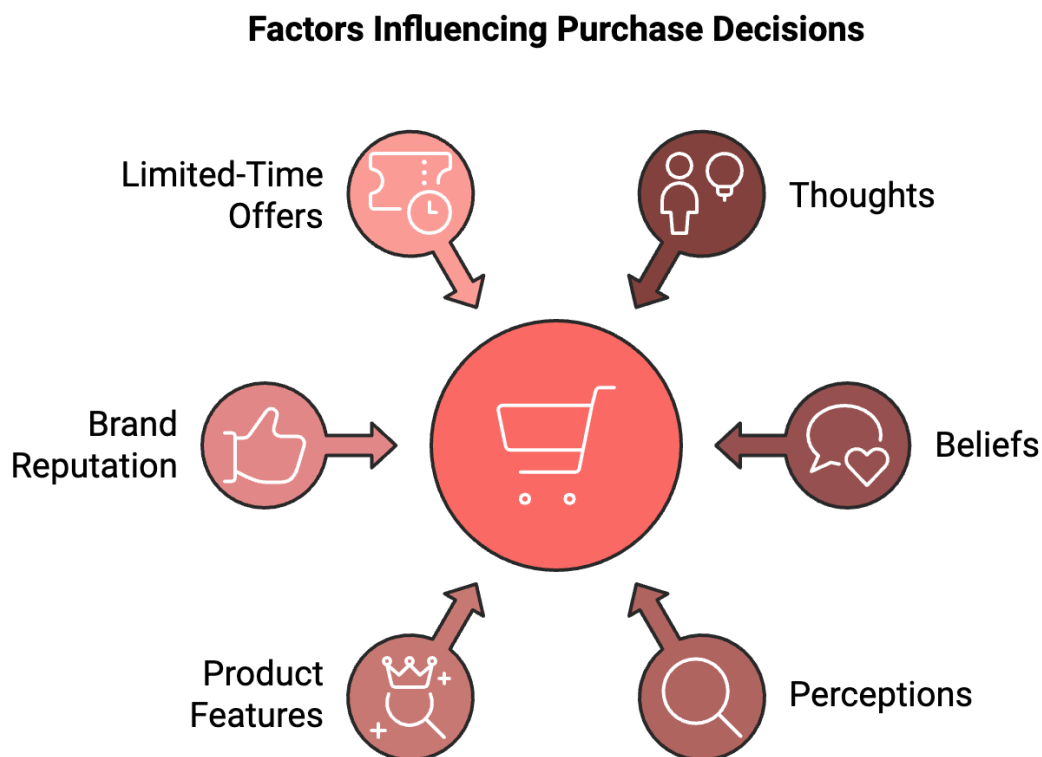 Factors Influencing Purchase Decisions
Limited-Time
Offers
Thoughts
Brand
Reputation
Beliefs
Product
Features
Perceptions